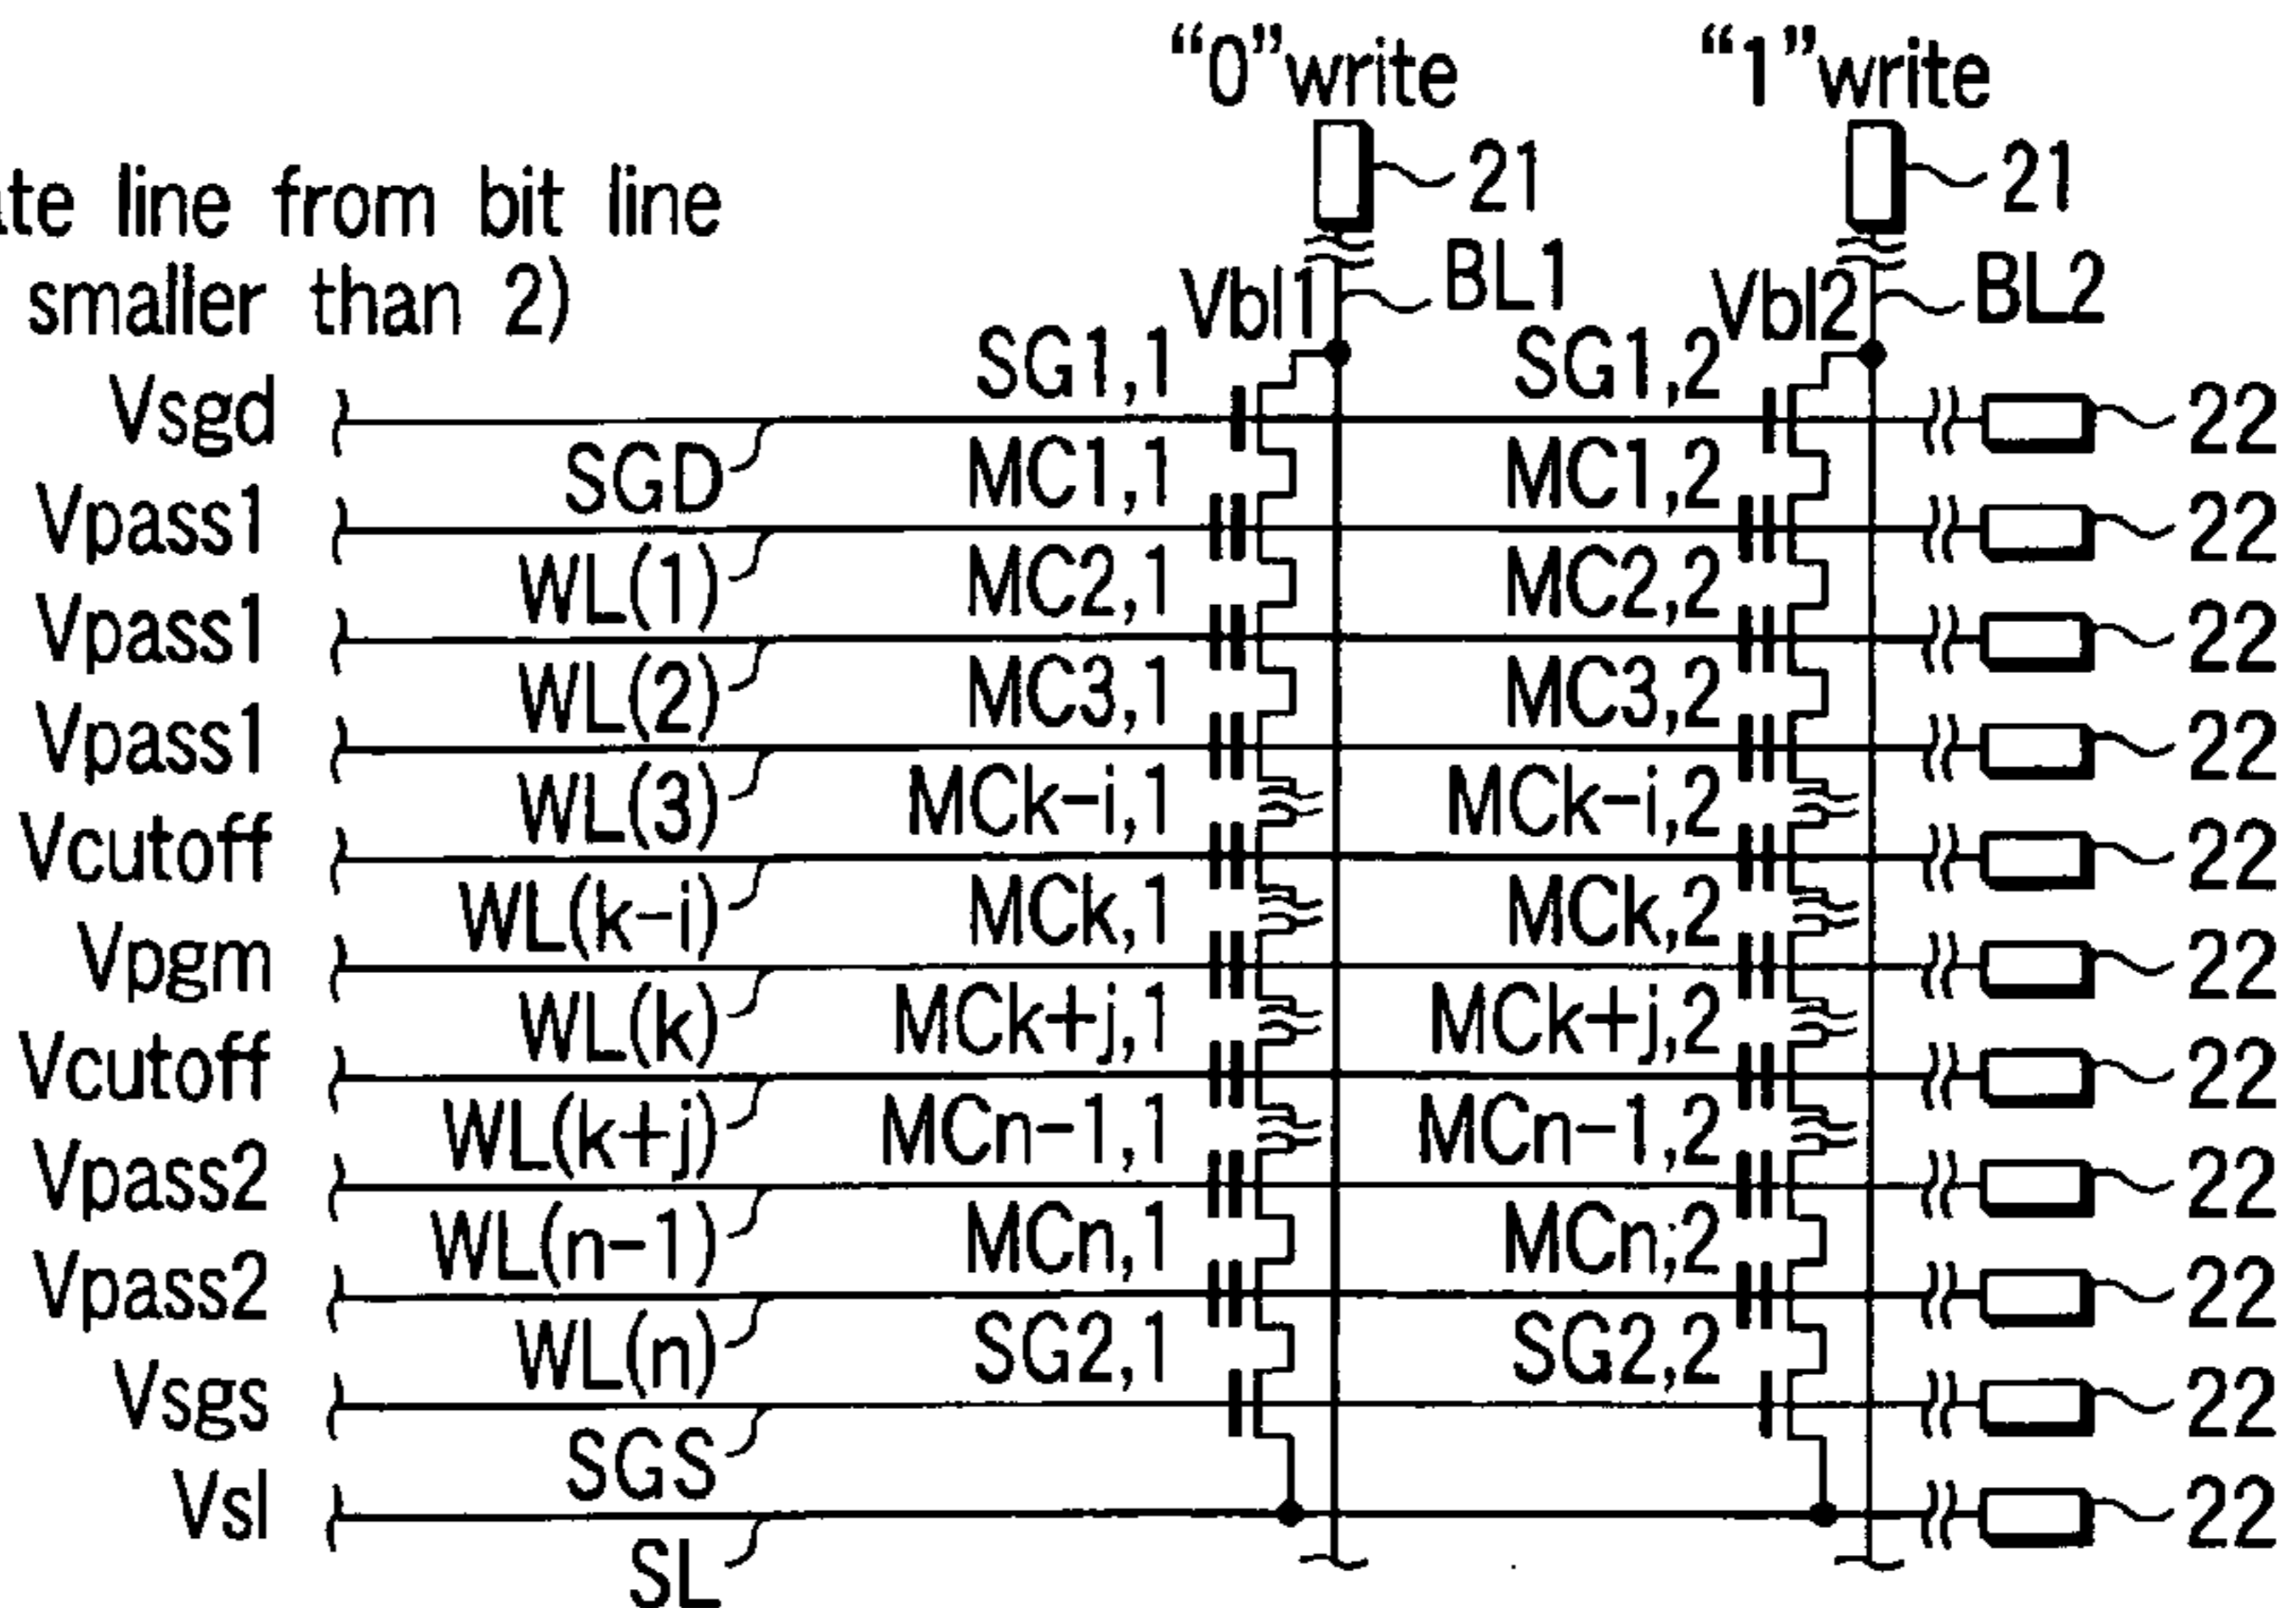 “0”write “1”write
line from bit line 21 21
smaller than 2) Vbl1 BL1 Vbl2 BL2
Vsgd SG1,1 SG1,2 22
SGD MC1,1 MC1,2
Vpass1 22
WL(1) MC2,1 MC2,2
Vpass1 22
WL(2) MC3,1 MC3,2
Vpass1 22
WL(3) MCk-i,1 MCk-i,2
Vcutoff 22
WL(k-i) MCk,1 MCk,2
Vpgm 22
WL(k) MCk+j,1 MCk+j,2
Vcutoff 22
WL(k+j) MCn-1,1 MCn-1,2
Vpass2 22
WL(n-1) MCn,1 MCn,2
Vpass2 22
WL(n) SG2,1 SG2,2
Vsgs 22
SGS
Vsl 22
SL